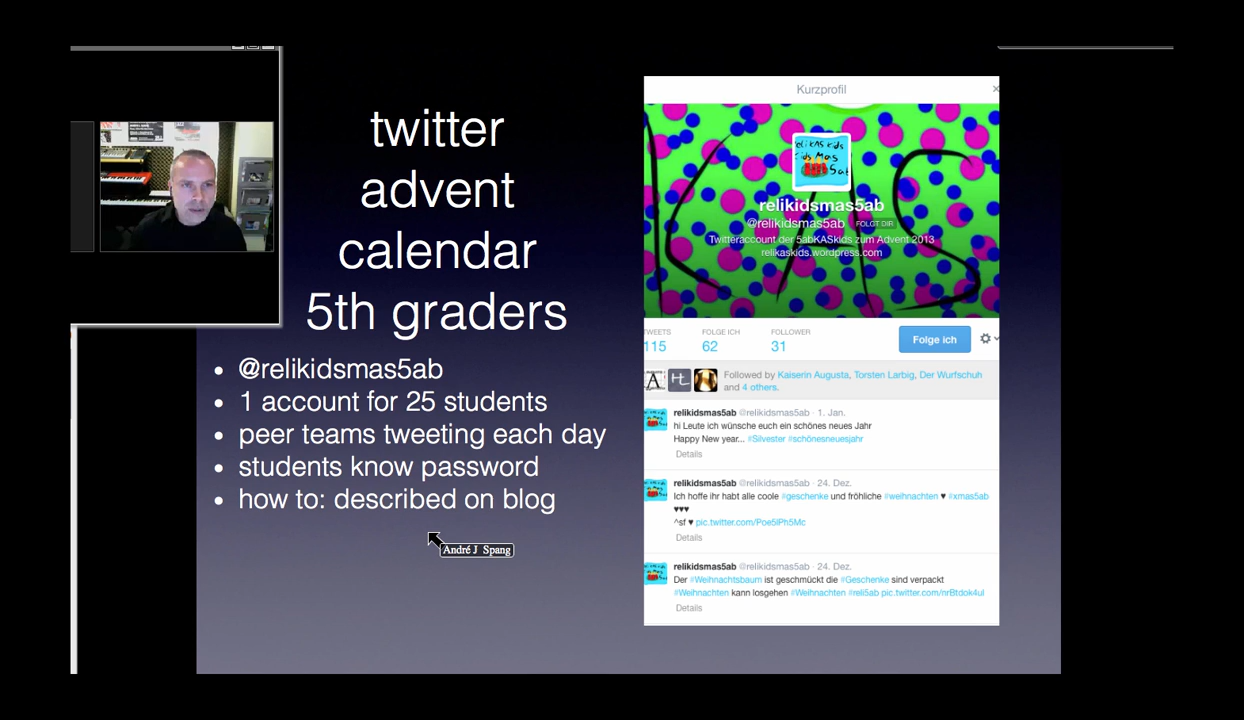 twitter
advent
calendar
5th graders
• @relikidsmas5ab
• 1 account for 25 students
• peer teams tweeting each day
• students know password
• how to: described on blog
André J Spang
Kurzprofil
relikidsmas5ab
@relikidsmas5ab FOLGT DIR
Twitteraccount der 5abKASkids zum Advent 2013
relikaskids.wordpress.com
TWEETS FOLGE ICH FOLLOWER
115 62 31
Folge ich
Followed by Kaiserin Augusta, Torsten Larbig, Der Wurfschuh
and 4 others.
relikidsmas5ab @relikidsmas5ab · 1. Jan.
hi Leute ich wünsche euch ein schönes neues Jahr
Happy New year... #Silvester #schönesneuesjahr
Details
relikidsmas5ab @relikidsmas5ab · 24. Dez.
Ich hoffe ihr habt alle coole #geschenke und fröhliche #weihnachten ♥ #xmas5ab
♥♥♥
^sf ♥ pic.twitter.com/Poe5lPh5Mc
Details
relikidsmas5ab @relikidsmas5ab · 24. Dez.
Der #Weihnachtsbaum ist geschmückt die #Geschenke sind verpackt
#Weihnachten kann losgehen #Weihnachten #reli5ab pic.twitter.com/nrBtdok4ul
Details